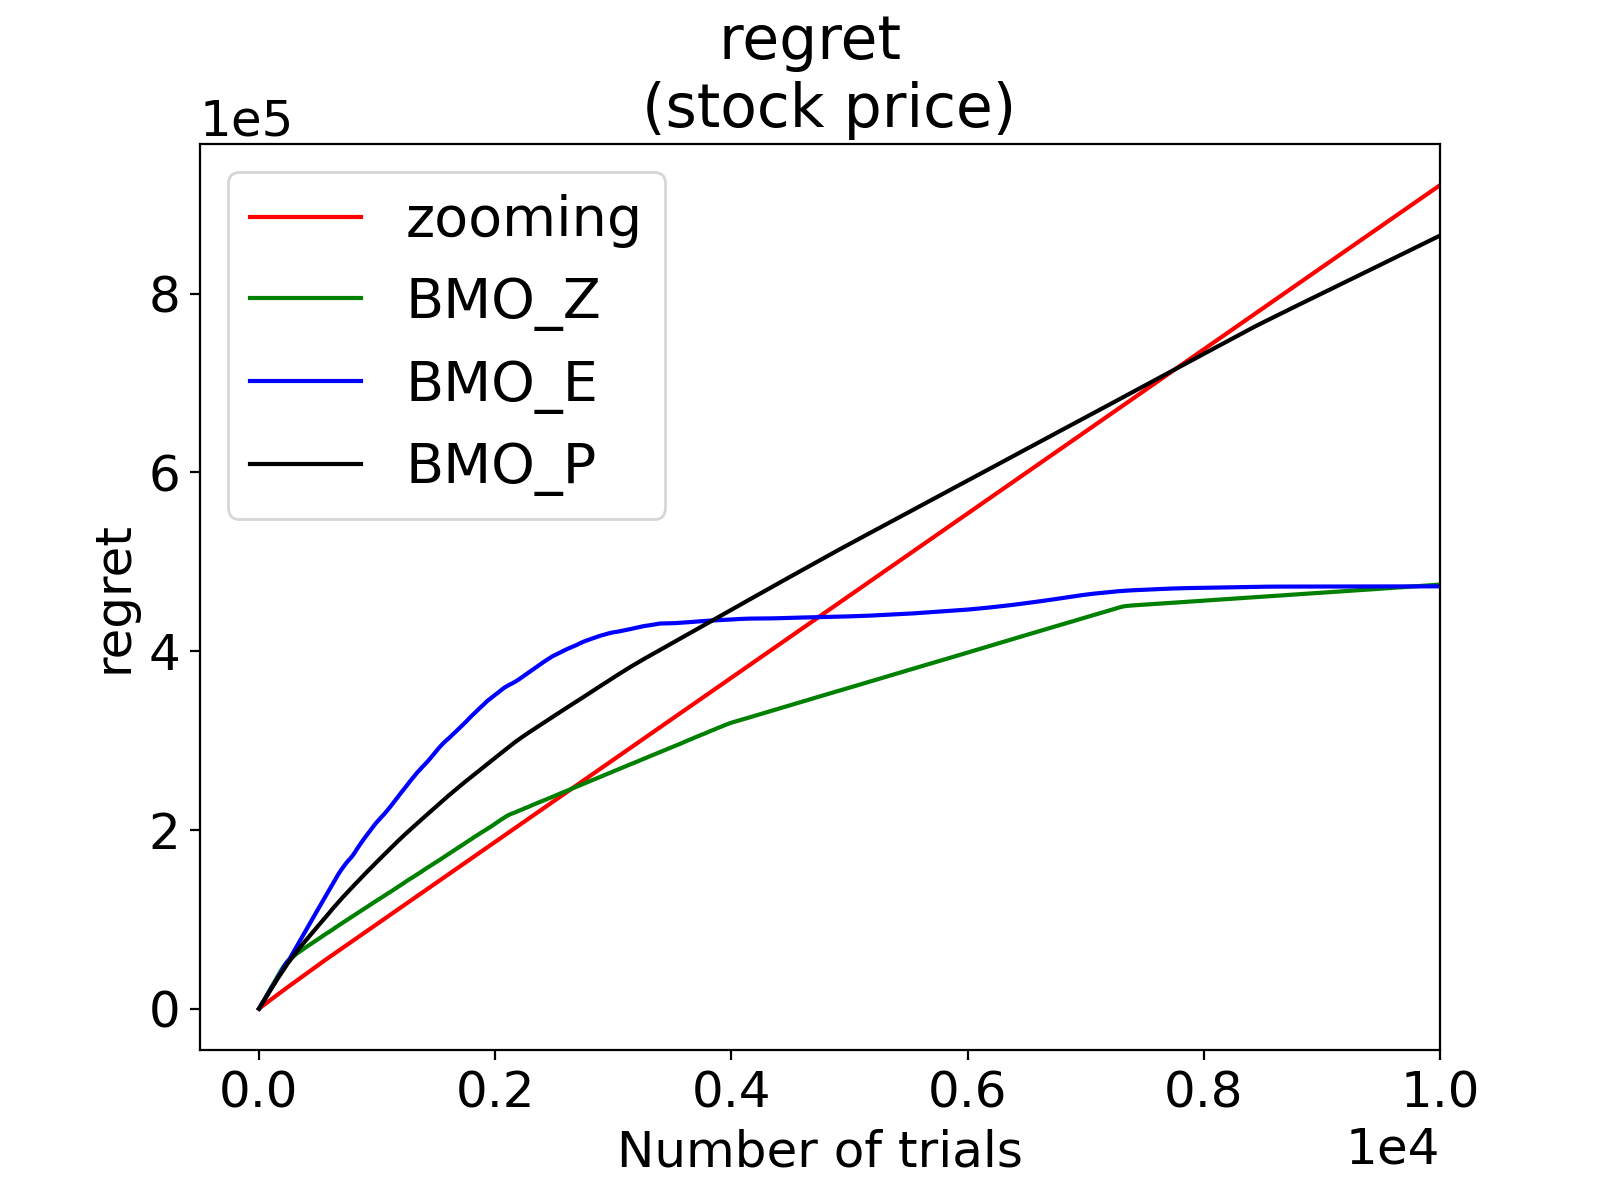 regret
(stock price)
1e5
zooming
BMO_Z
BMO_E
BMO_P
regret
8
6
4
2
0
0.0 0.2 0.4 0.6 0.8 1.0
Number of trials
1e4